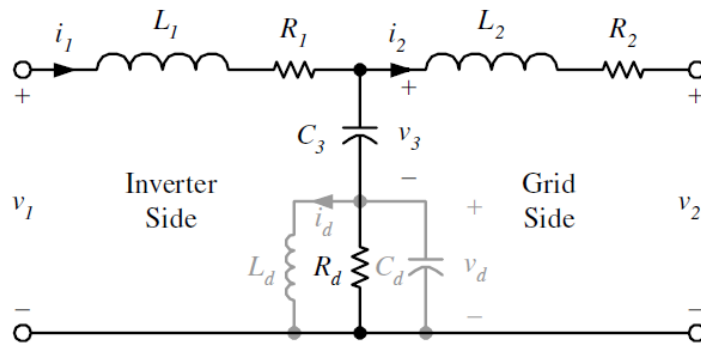 i1 L1 R1 i2 L2 R2
+ + +
C3 v3
Inverter − Grid
v1 Side id + Side v2
Ld Rd Cd vd
− − −